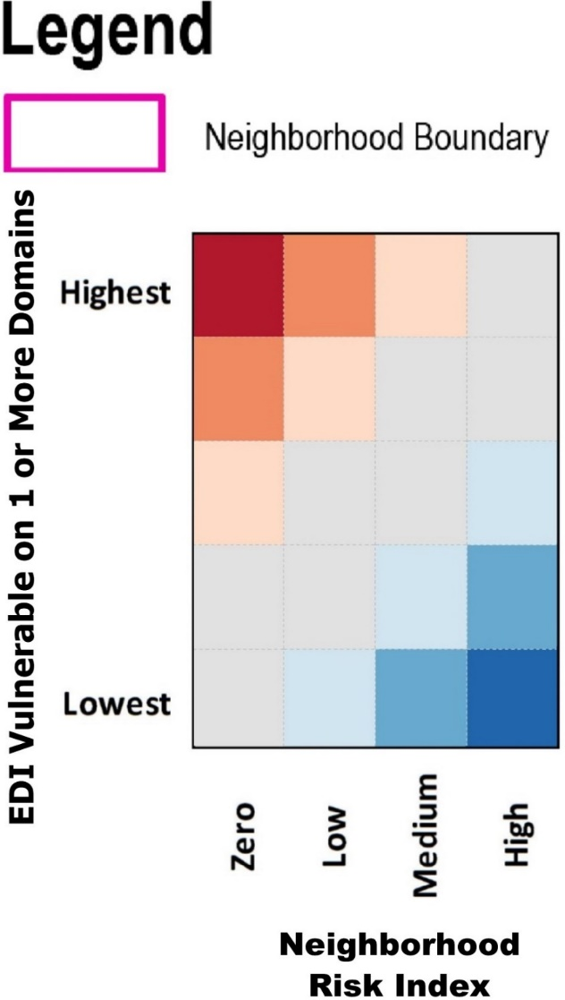 Legend
Neighborhood Boundary
EDI Vulnerable on 1 or More Domains
Highest
Lowest
Zero
Low
Medium
High
Neighborhood
Risk Index